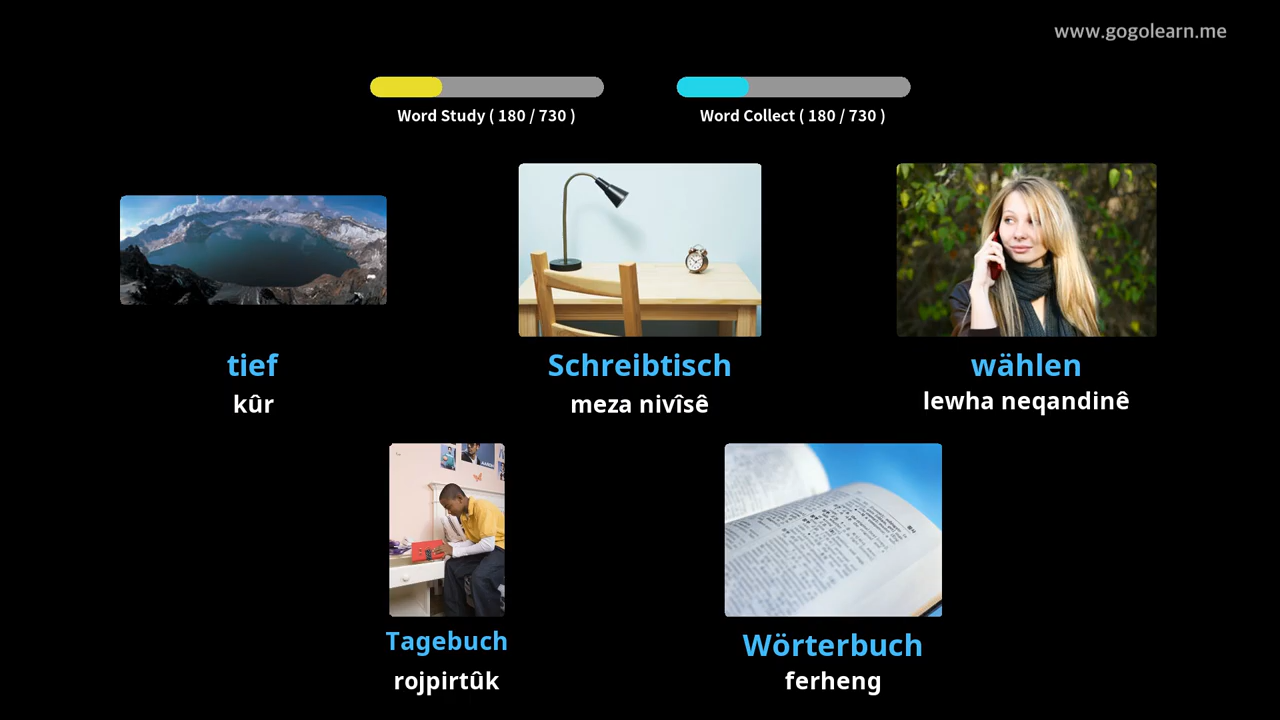 www.gogolearn.me
Word Study ( 180 / 730 )
Word Collect ( 180 / 730 )
tief
kûr
Schreibtisch
meza nivîsê
wählen
lewha neqandinê
Tagebuch
rojpirtûk
Wörterbuch
ferheng